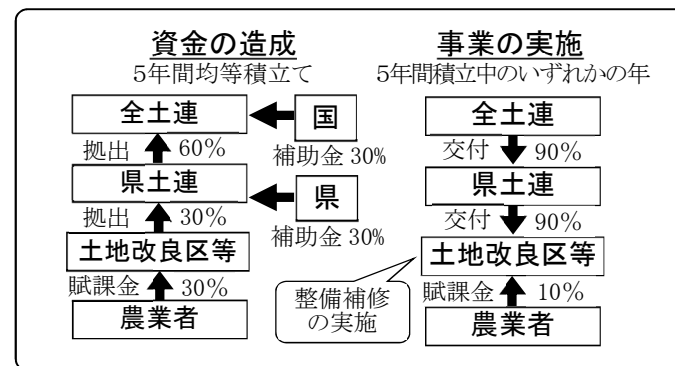 資金の造成
5年間均等積立て
全土連
国
拠出 60%
補助金 30%
県土連
県
拠出 30%
補助金 30%
土地改良区等
賦課金 30%
農業者
整備補修
の実施
事業の実施
5年間積立中のいずれかの年
全土連
交付 90%
県土連
交付 90%
土地改良区等
賦課金 10%
農業者